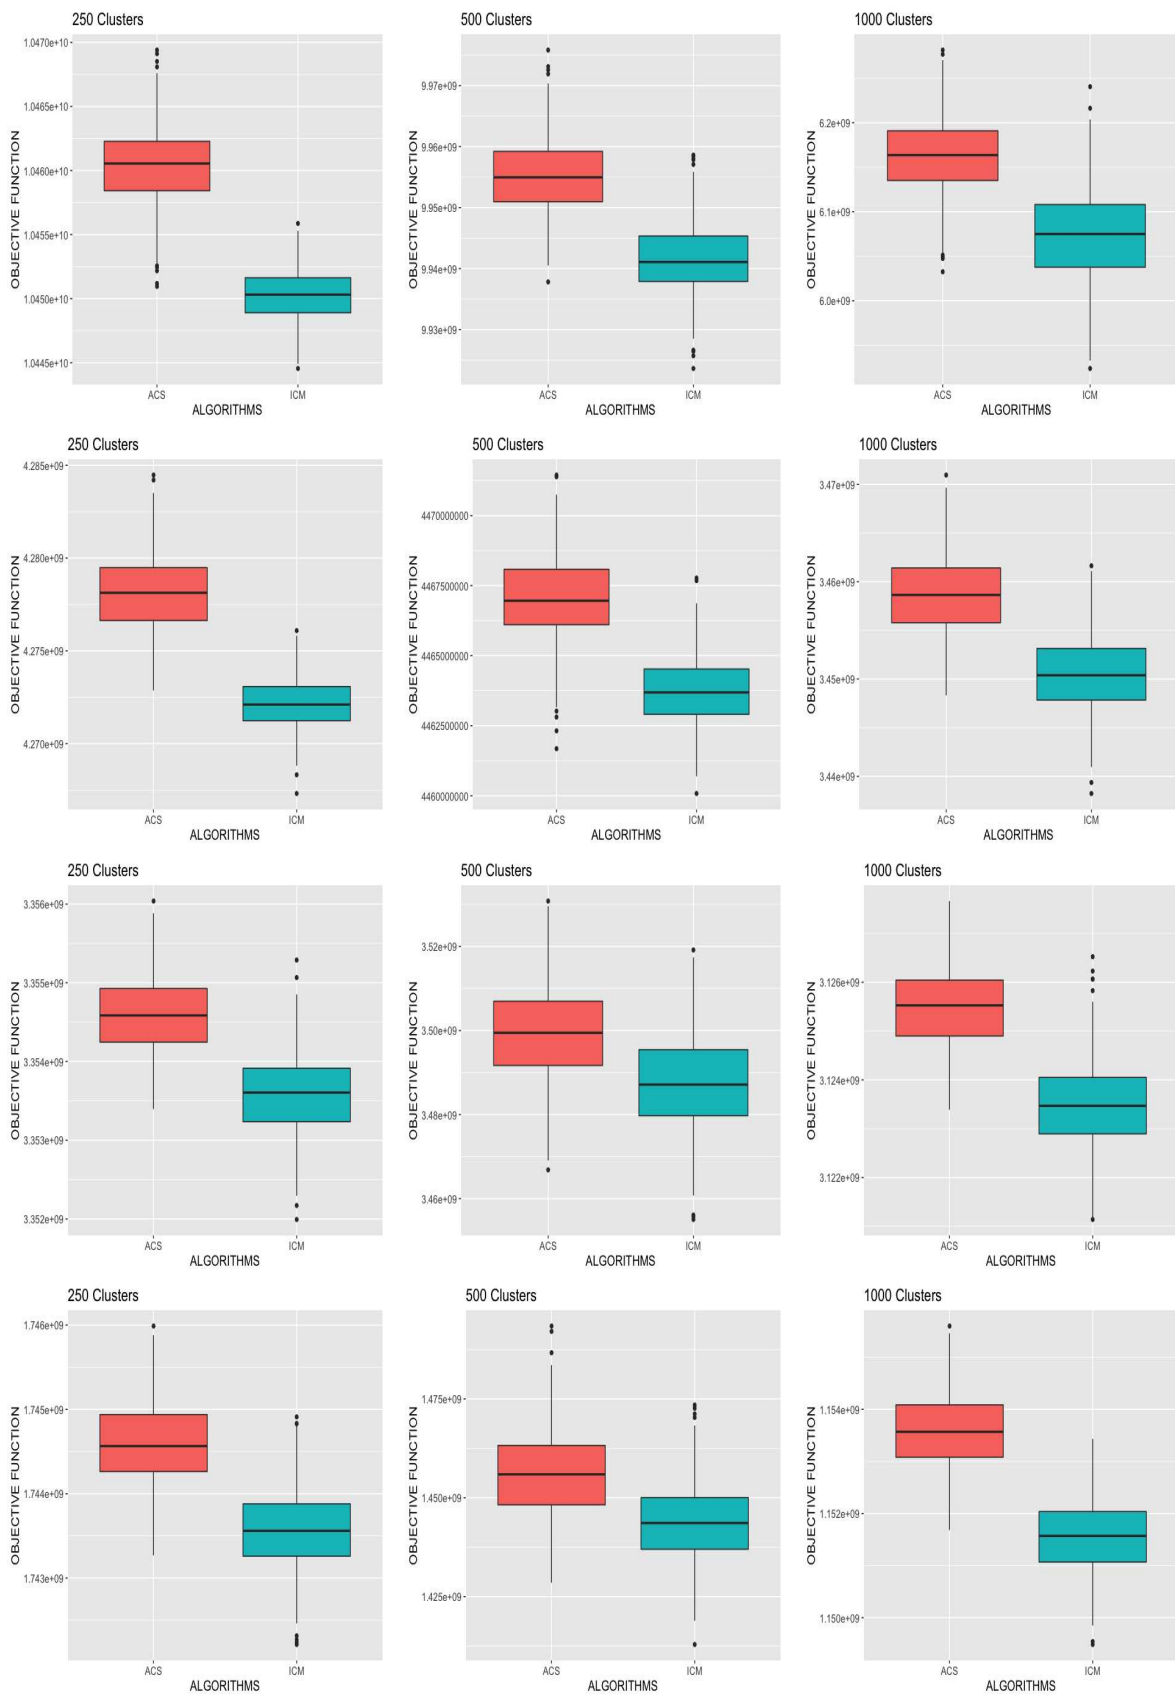 250 Clusters
OBJECTIVE FUNCTION
1.0470e+10
1.0465e+10
1.0460e+10
1.0455e+10
1.0450e+10
1.0445e+10
ACS
ICM
ALGORITHMS
500 Clusters
OBJECTIVE FUNCTION
9.97e+09
9.96e+09
9.95e+09
9.94e+09
9.93e+09
ACS
ICM
ALGORITHMS
1000 Clusters
OBJECTIVE FUNCTION
6.2e+09
6.1e+09
6.0e+09
ACS
ICM
ALGORITHMS
250 Clusters
OBJECTIVE FUNCTION
4.285e+09
4.280e+09
4.275e+09
4.270e+09
ACS
ICM
ALGORITHMS
500 Clusters
OBJECTIVE FUNCTION
4470000000
4467500000
4465000000
4462500000
4460000000
ACS
ICM
ALGORITHMS
1000 Clusters
OBJECTIVE FUNCTION
3.47e+09
3.46e+09
3.45e+09
3.44e+09
ACS
ICM
ALGORITHMS
250 Clusters
OBJECTIVE FUNCTION
3.356e+09
3.355e+09
3.354e+09
3.353e+09
3.352e+09
ACS
ICM
ALGORITHMS
500 Clusters
OBJECTIVE FUNCTION
3.52e+09
3.50e+09
3.48e+09
3.46e+09
ACS
ICM
ALGORITHMS
1000 Clusters
OBJECTIVE FUNCTION
3.126e+09
3.124e+09
3.122e+09
ACS
ICM
ALGORITHMS
250 Clusters
OBJECTIVE FUNCTION
1.746e+09
1.745e+09
1.744e+09
1.743e+09
ACS
ICM
ALGORITHMS
500 Clusters
OBJECTIVE FUNCTION
1.475e+09
1.450e+09
1.425e+09
ACS
ICM
ALGORITHMS
1000 Clusters
OBJECTIVE FUNCTION
1.154e+09
1.152e+09
1.150e+09
ACS
ICM
ALGORITHMS